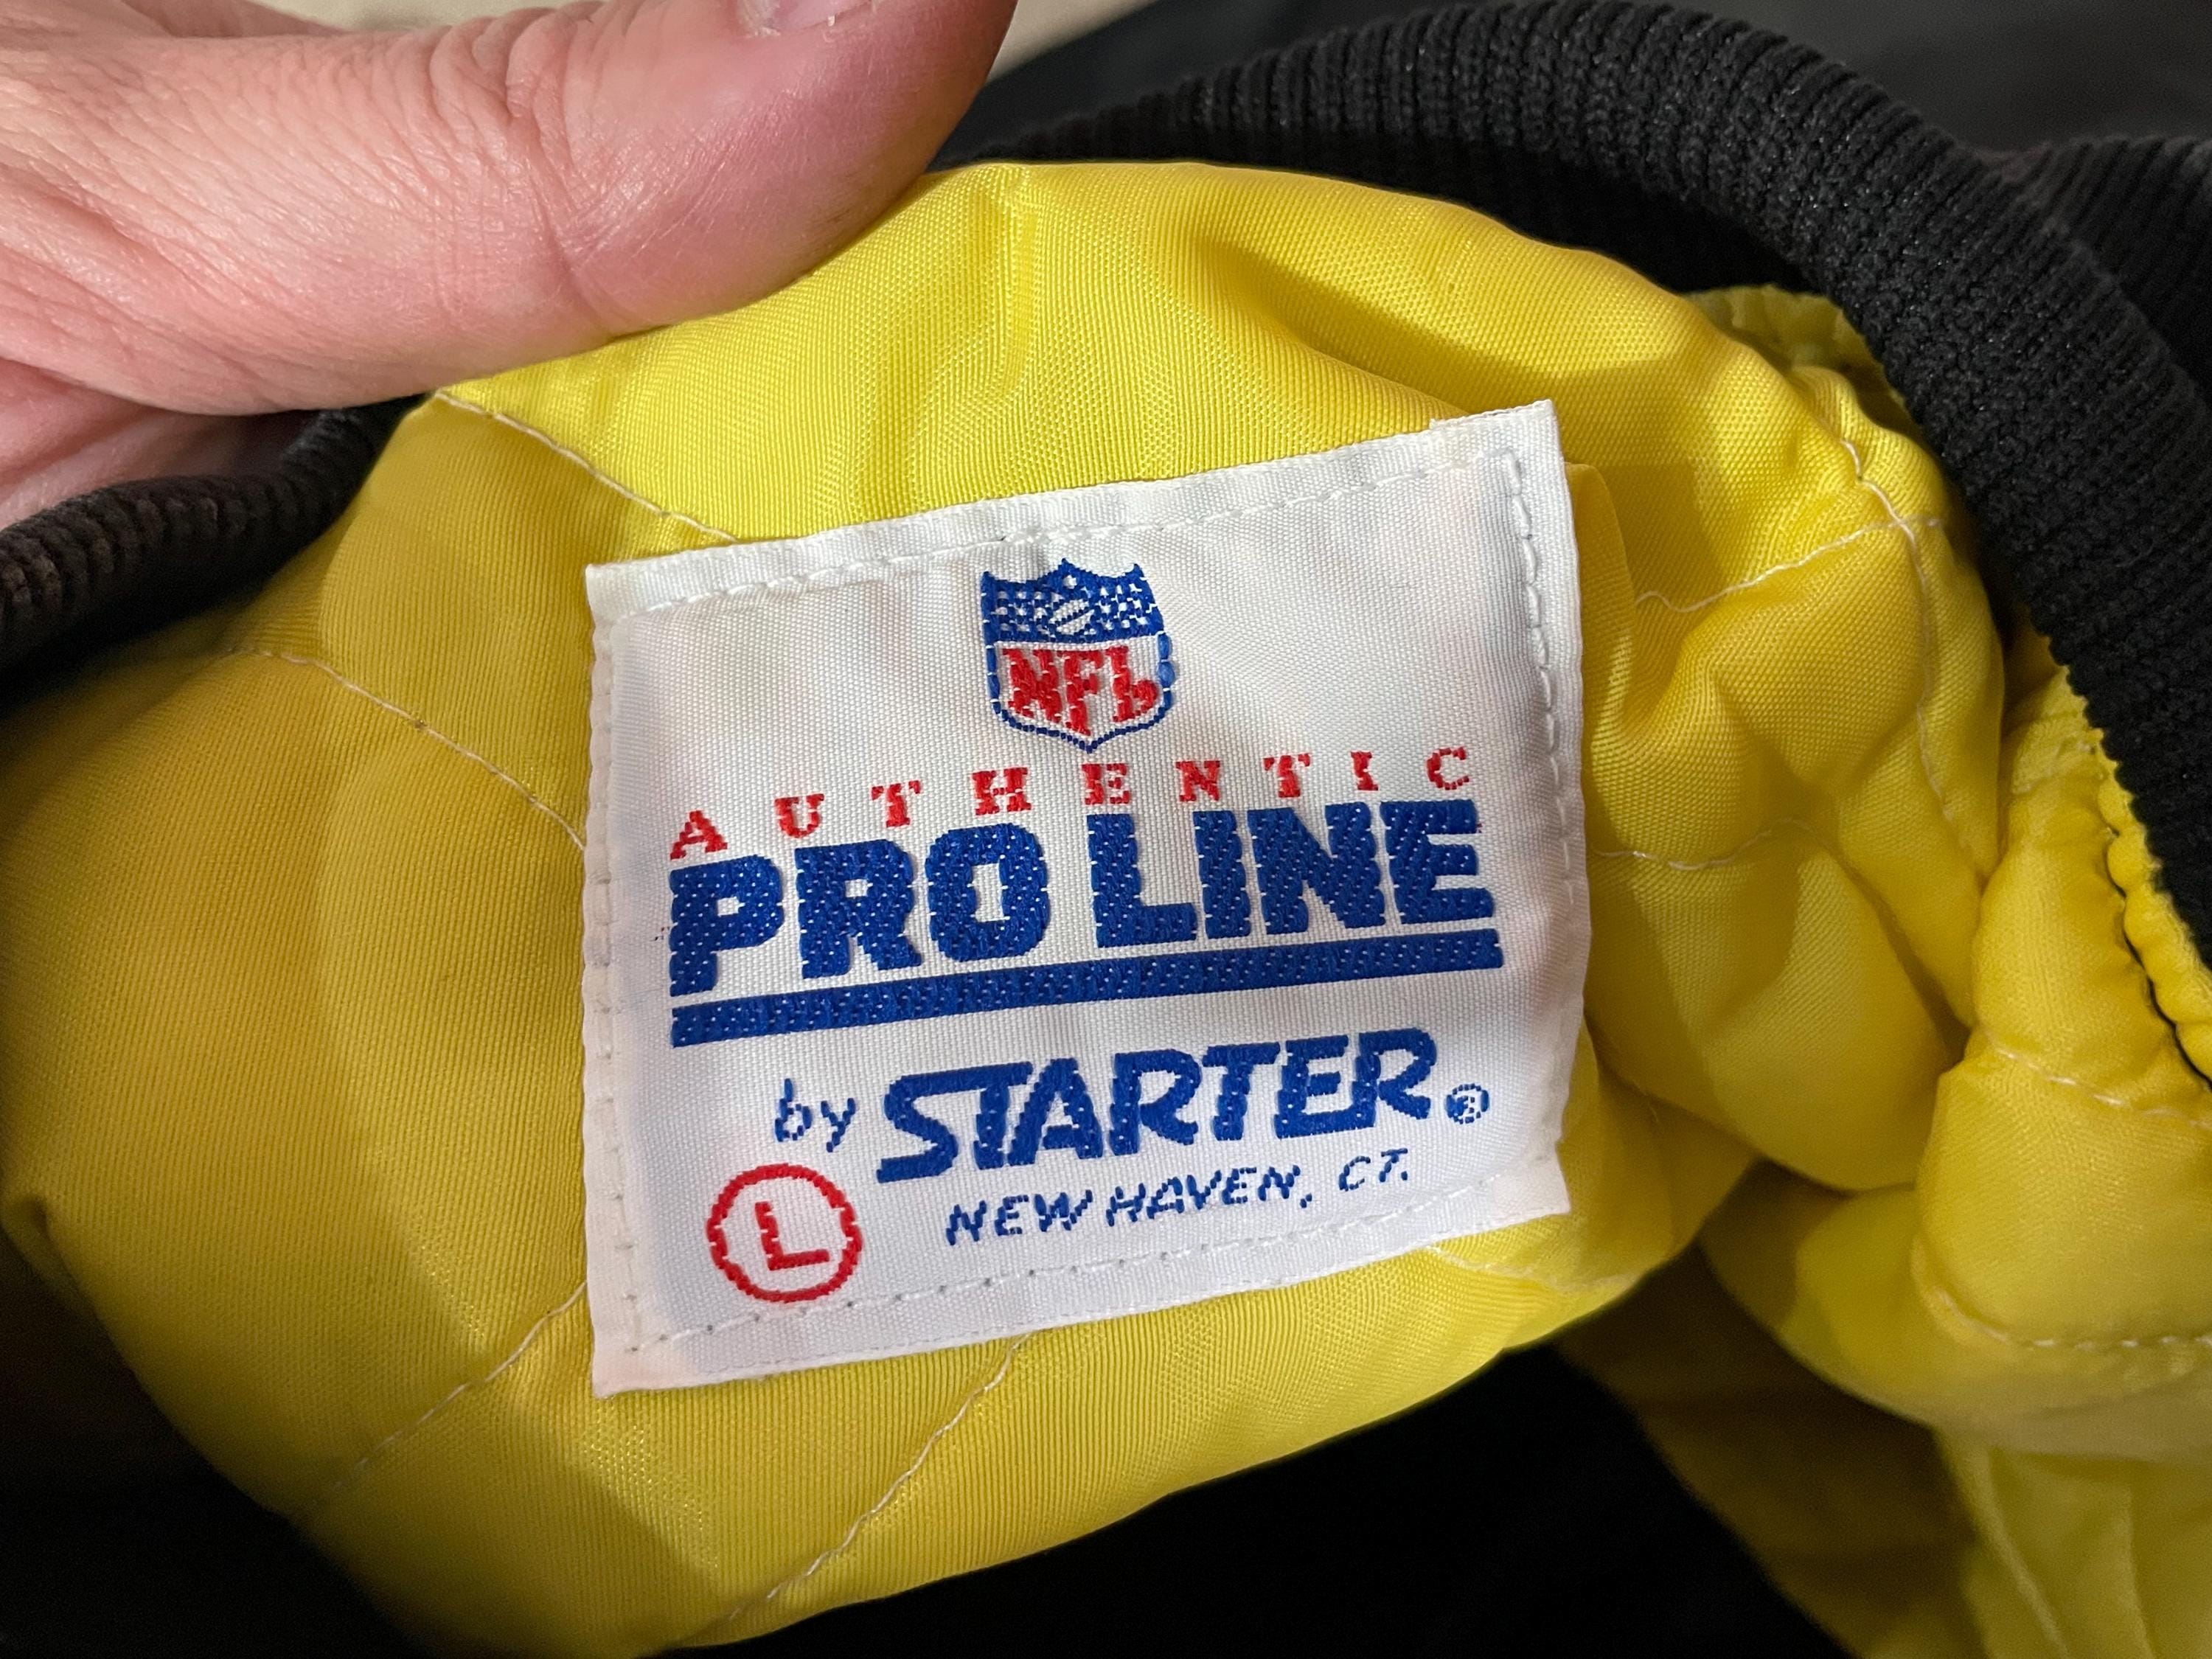 NFL
AUTHENTIC
PRO LINE
by STARTER®
L
NEW HAVEN, CT.